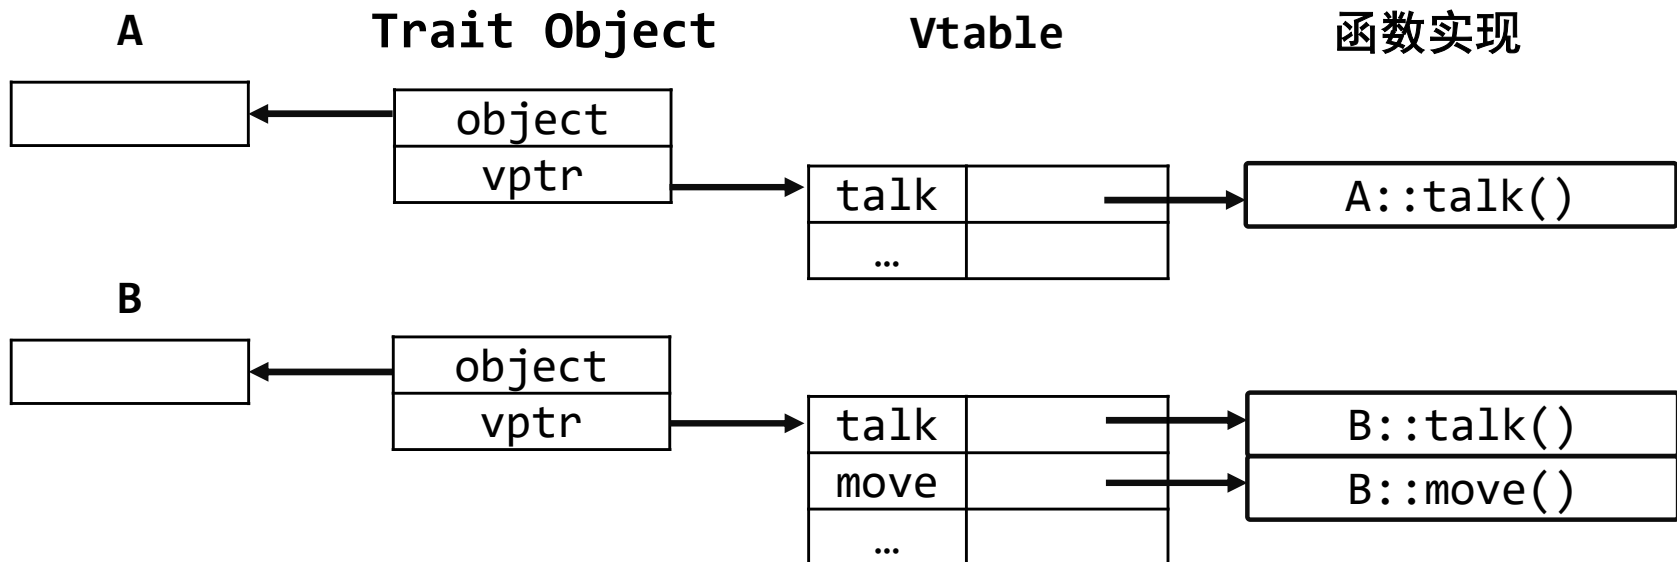 A Trait Object Vtable 函数实现
object
vptr
talk A::talk()
…
B
object
vptr
talk B::talk()
move B::move()
…